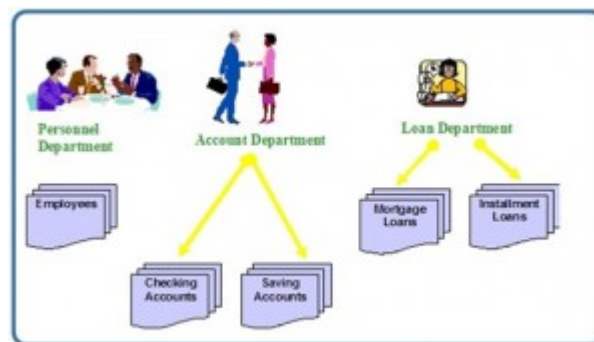 Personnel
Department
Account Department
Loan Department
Employees
Mortgage
Loans
Installment
Loans
Checking
Accounts
Saving
Accounts